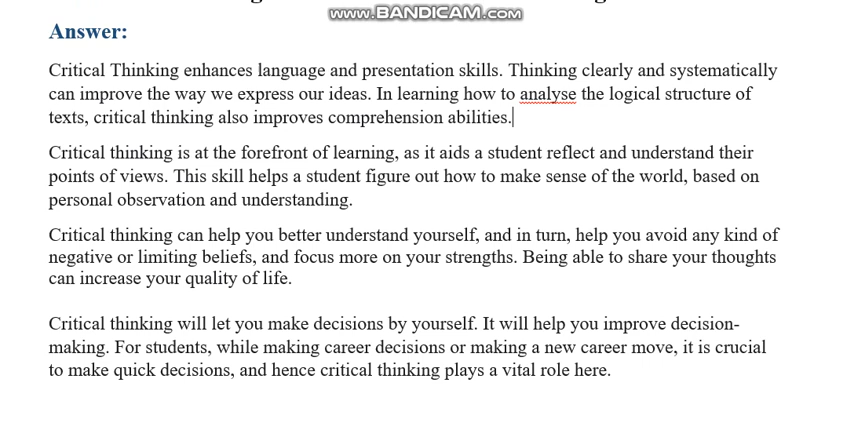 www.BANDICAM.com
Answer:
Critical Thinking enhances language and presentation skills. Thinking clearly and systematically
can improve the way we express our ideas. In learning how to analyse the logical structure of
texts, critical thinking also improves comprehension abilities.
Critical thinking is at the forefront of learning, as it aids a student reflect and understand their
points of views. This skill helps a student figure out how to make sense of the world, based on
personal observation and understanding.
Critical thinking can help you better understand yourself, and in turn, help you avoid any kind of
negative or limiting beliefs, and focus more on your strengths. Being able to share your thoughts
can increase your quality of life.
Critical thinking will let you make decisions by yourself. It will help you improve decision-
making. For students, while making career decisions or making a new career move, it is crucial
to make quick decisions, and hence critical thinking plays a vital role here.